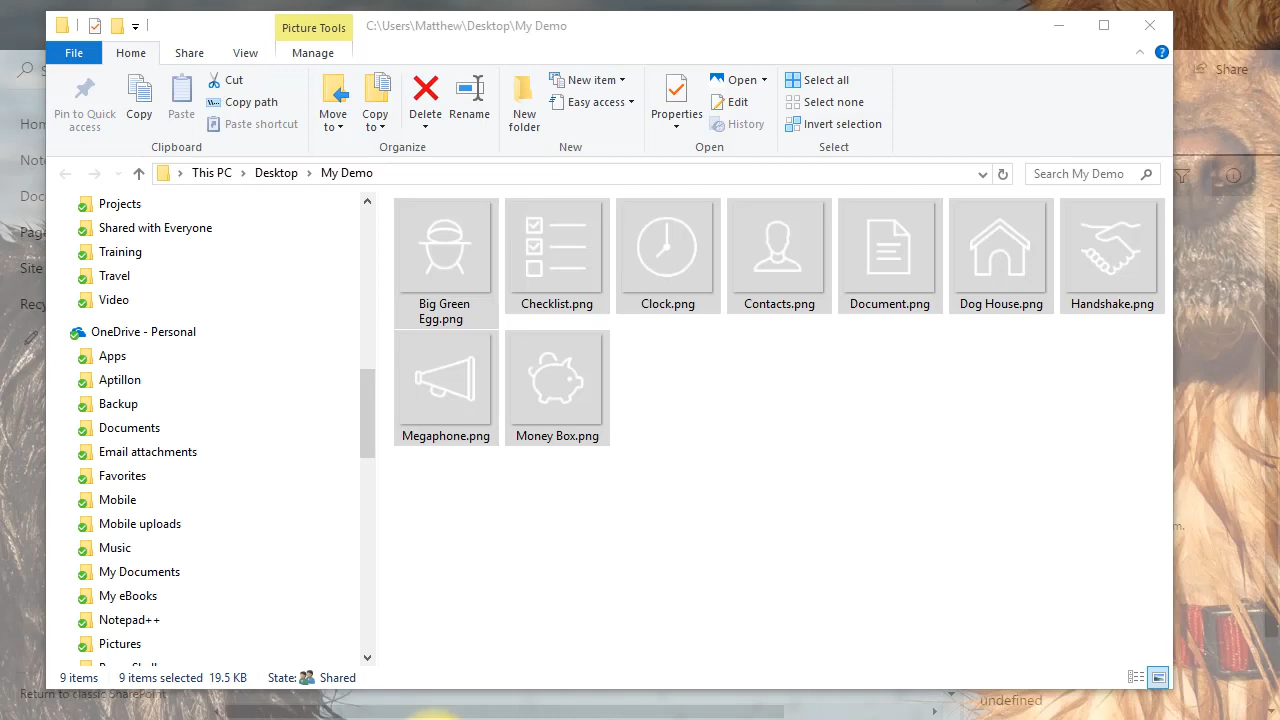 Picture Tools
C:\Users\Matthew\Desktop\My Demo
File
Home
Share
View
Manage
Pin to Quick access
Copy
Paste
Cut
Copy path
Paste shortcut
Clipboard
Move to
Copy to
Delete
Rename
Organize
New folder
New item
Easy access
New
Properties
Open
Edit
History
Open
Select all
Select none
Invert selection
Select
Share
This PC
Desktop
My Demo
Search My Demo
Projects
Shared with Everyone
Training
Travel
Video
OneDrive - Personal
Apps
Aptillon
Backup
Documents
Email attachments
Favorites
Mobile
Mobile uploads
Music
My Documents
My eBooks
Notepad++
Pictures
Big Green
Egg.png
Checklist.png
Clock.png
Contacts.png
Document.png
Dog House.png
Handshake.png
Megaphone.png
Money Box.png
9 items
9 items selected
19.5 KB
State:
Shared
Return to classic SharePoint
undefined